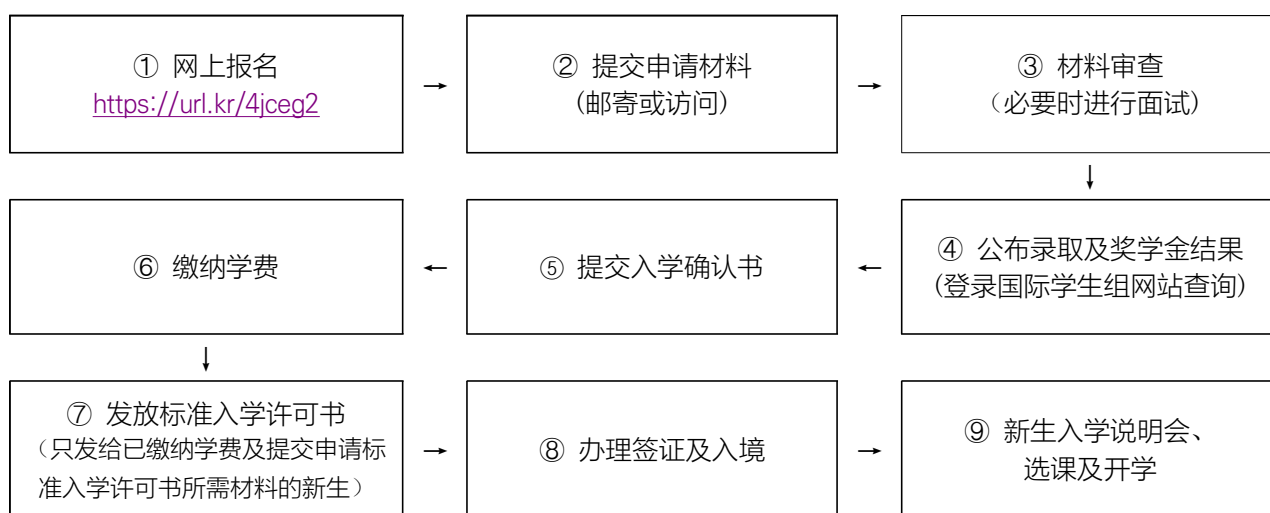 ① 网上报名
https://url.kr/4jceg2
→
② 提交申请材料
(邮寄或访问)
→
③ 材料审查
（必要时进行面试)
↓
④ 公布录取及奖学金结果
(登录国际学生组网站查询)
←
⑤ 提交入学确认书
←
⑥ 缴纳学费
↓
⑦ 发放标准入学许可书
（只发给已缴纳学费及提交申请标
准入学许可书所需材料的新生）
→
⑧ 办理签证及入境
→
⑨ 新生入学说明会、
选课及开学